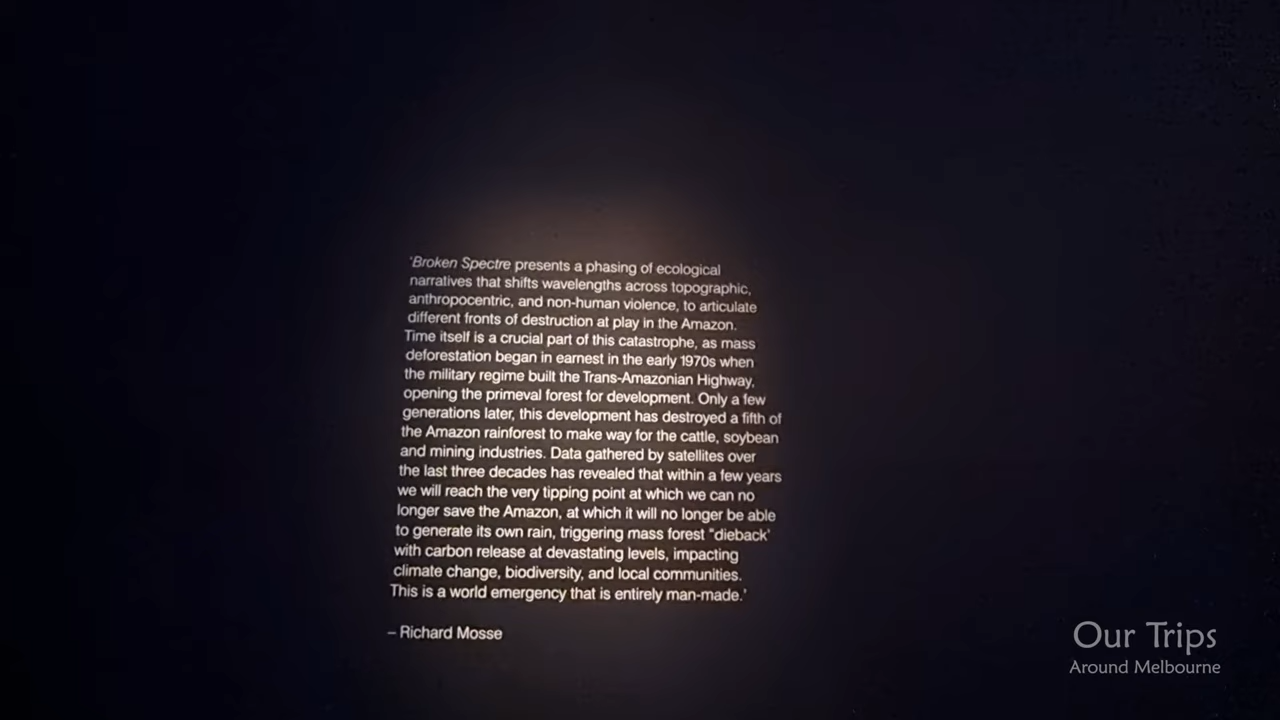 'Broken Spectre presents a phasing of ecological
narratives that shifts wavelengths across topographic,
anthropocentric, and non-human violence, to articulate
different fronts of destruction at play in the Amazon.
Time itself is a crucial part of this catastrophe, as mass
deforestation began in earnest in the early 1970s when
the military regime built the Trans-Amazonian Highway,
opening the primeval forest for development. Only a few
generations later, this development has destroyed a fifth of
the Amazon rainforest to make way for the cattle, soybean
and mining industries. Data gathered by satellites over
the last three decades has revealed that within a few years
we will reach the very tipping point at which we can no
longer save the Amazon, at which it will no longer be able
to generate its own rain, triggering mass forest "dieback'
with carbon release at devastating levels, impacting
climate change, biodiversity, and local communities.
This is a world emergency that is entirely man-made.'
– Richard Mosse
Our Trips
Around Melbourne